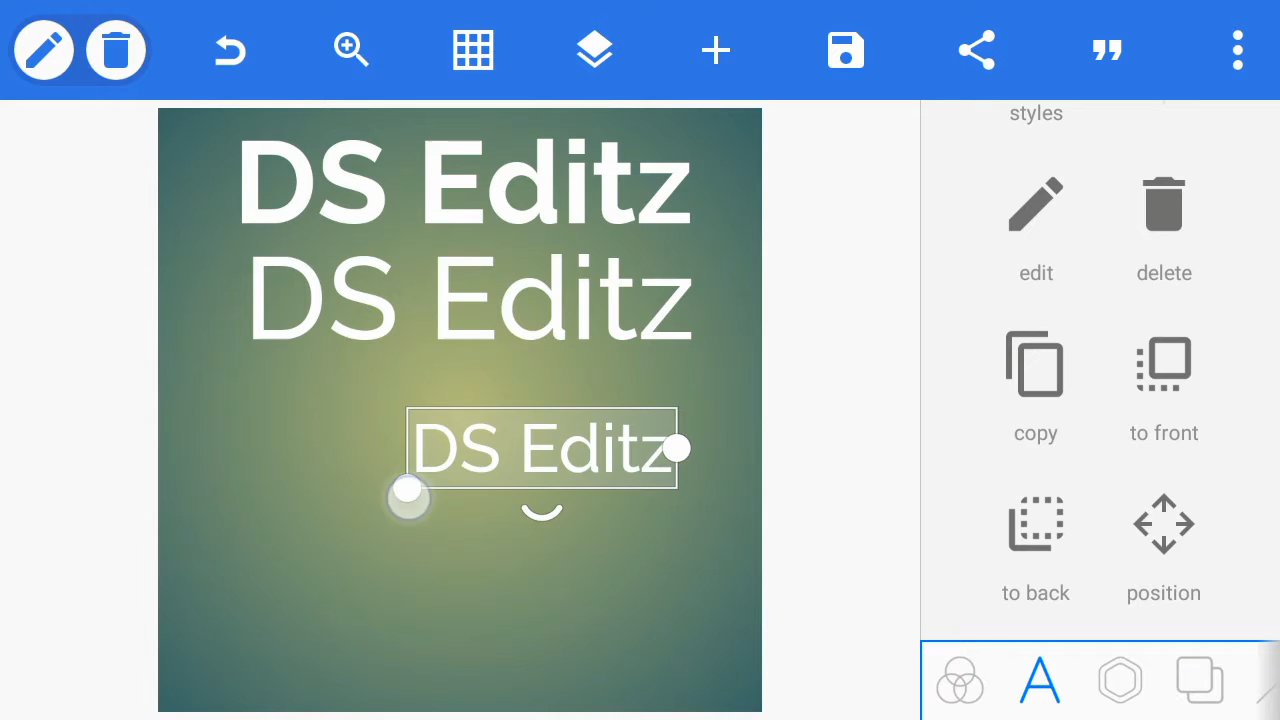 DS Editz
DS Editz
DS Editz
styles
edit
delete
copy
to front
to back
position